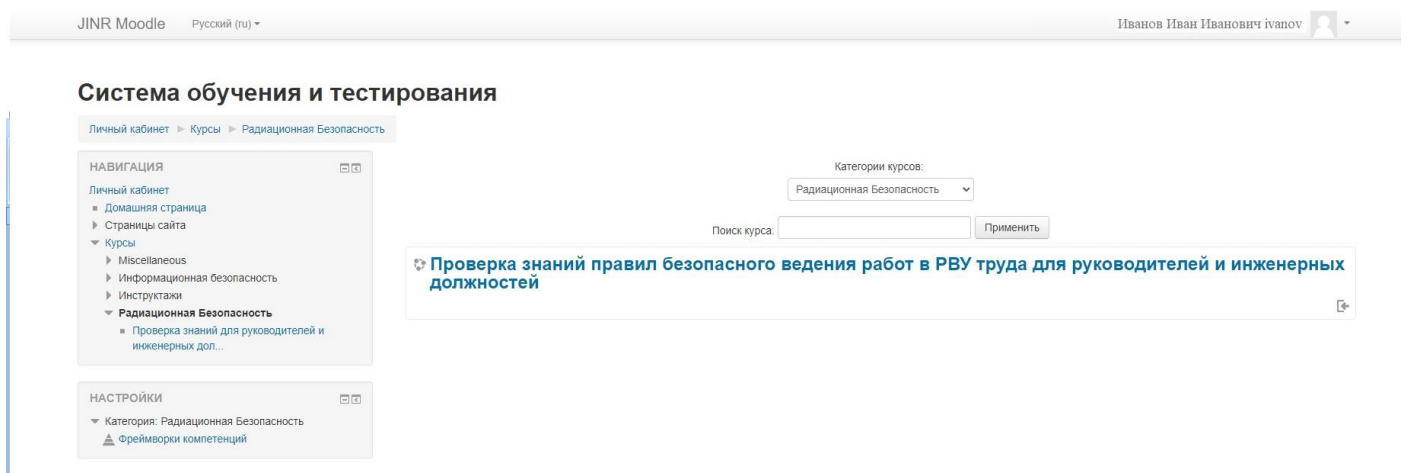 JINR Moodle Русский (ru)
Иванов Иван Иванович ivanov
Система обучения и тестирования
Личный кабинет Курсы Радиационная Безопасность
НАВИГАЦИЯ
Личный кабинет
Домашняя страница
Страницы сайта
Курсы
Miscellaneous
Информационная безопасность
Инструктажи
Радиационная Безопасность
Проверка знаний для руководителей и
инженерных дол...
НАСТРОЙКИ
Категория: Радиационная Безопасность
Фреймворки компетенций
Категории курсов:
Радиационная Безопасность
Поиск курса: Применить
Проверка знаний правил безопасного ведения работ в РВУ труда для руководителей и инженерных
должностей